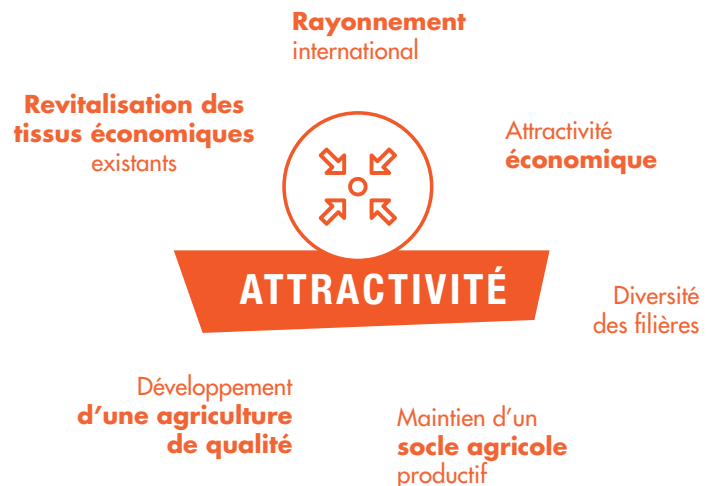 Rayonnement
international
Revitalisation des
tissus économiques
existants
Attractivité
économique
ATTRACTIVITÉ
Diversité
des filières
Développement
d’une agriculture
de qualité
Maintien d’un
socle agricole
productif